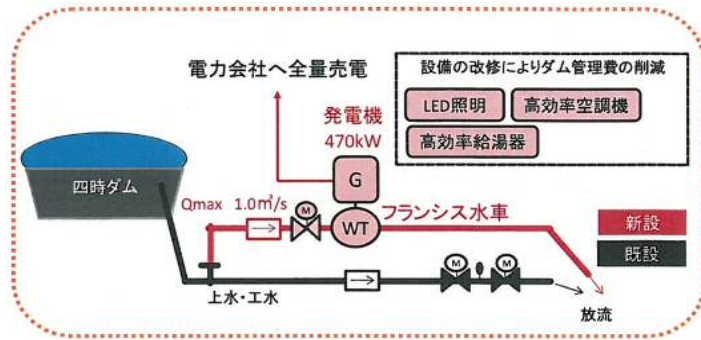 電力会社へ全量売電
設備の改修によりダム管理費の削減
LED照明
高効率空調機
高効率給湯器
発電機
470kW
G
四時ダム
Qmax 1.0㎥/s
M
WT
フランシス水車
新設
既設
M
M
上水・工水
放流